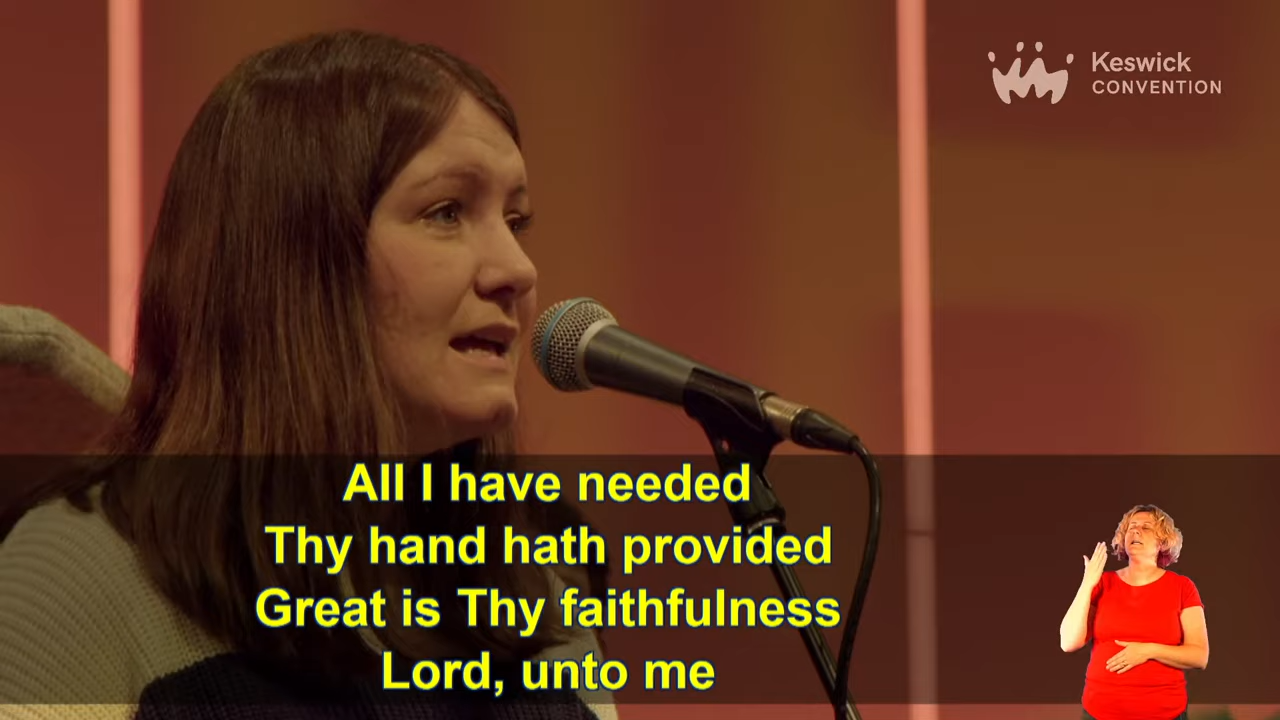 Keswick
CONVENTION
All I have needed
Thy hand hath provided
Great is Thy faithfulness
Lord, unto me